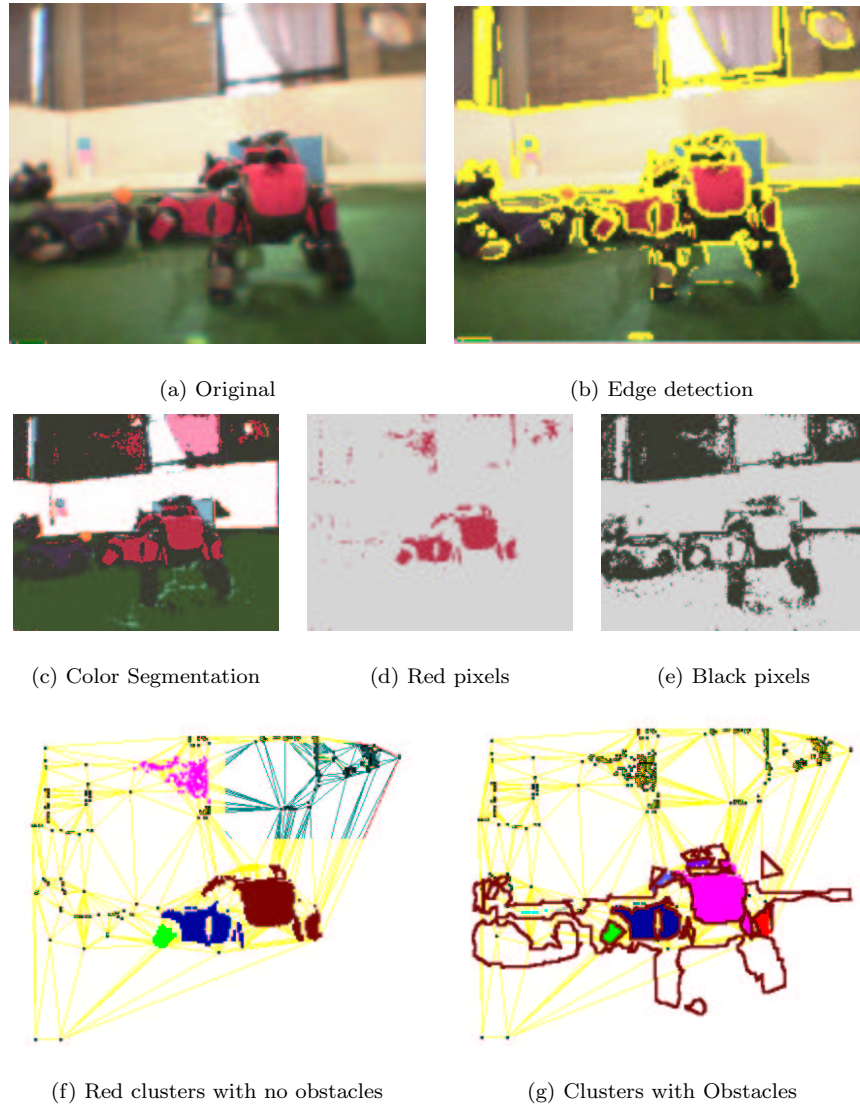 (a) Original
(b) Edge detection
(c) Color Segmentation
(d) Red pixels
(e) Black pixels
(f) Red clusters with no obstacles
(g) Clusters with Obstacles